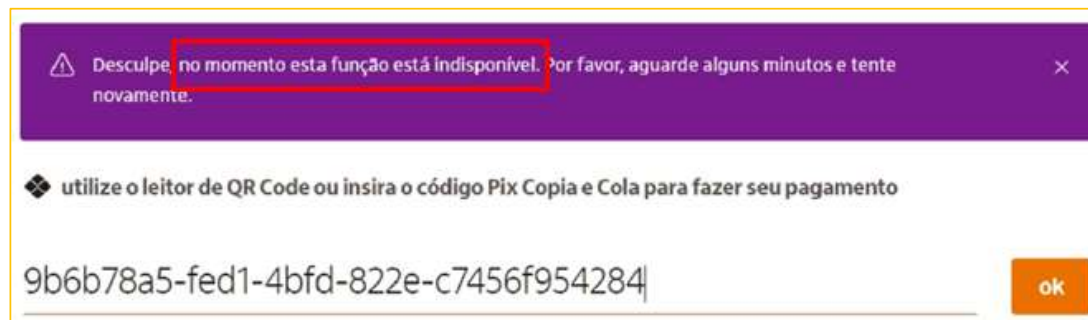 Desculpe, no momento esta função está indisponível. Por favor, aguarde alguns minutos e tente
novamente.
utilize o leitor de QR Code ou insira o código Pix Copia e Cola para fazer seu pagamento
9b6b78a5-fed1-4bfd-822e-c7456f954284
ok